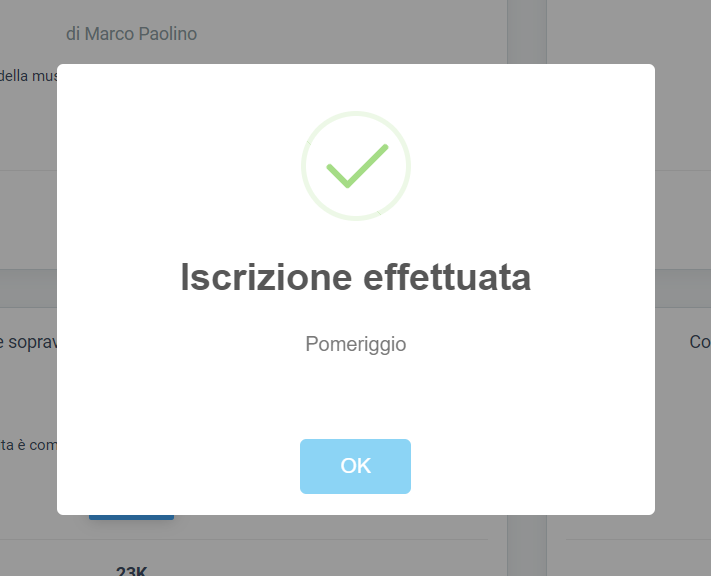 di Marco Paolino
della mus
Iscrizione effettuata
e soprav
Co
Pomeriggio
ta è com
OK
23K